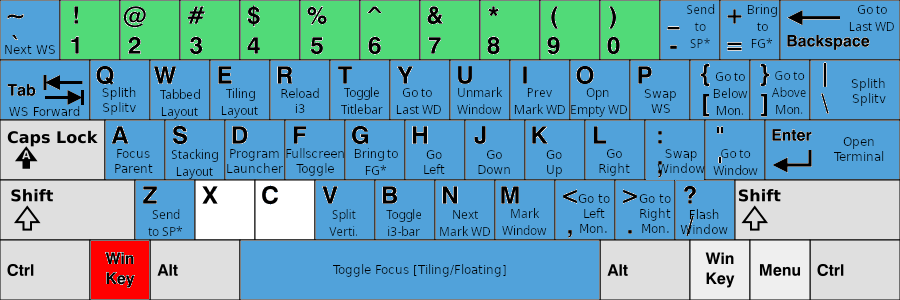 ~ ` Next WS
! 1
@ 2
# 3
$ 4
% 5
^ 6
& 7
* 8
( 9
) 0
_ - Send to SP*
+ = Bring to FG*
Backspace Go to Last WD
Tab WS Forward
Q Splith Splitv
W Tabbed Layout
E Tiling Layout
R Reload i3
T Toggle Titlebar
Y Go to Last WD
U Unmark Window
I Prev Mark WD
O Opn Empty WD
P Swap WS
{ [ Go to Below Mon.
} ] Go to Above Mon.
| \ Splith Splitv
Caps Lock A
A Focus Parent
S Stacking Layout
D Program Launcher
F Fullscreen Toggle
G Bring to FG*
H Go Left
J Go Down
K Go Up
L Go Right
: ; Swap Window
" ' Go to Window
Enter Open Terminal
Shift
Z Send to SP*
X
C
V Split Verti.
B Toggle i3-bar
N Next Mark WD
M Mark Window
< , Go to Left Mon.
> . Go to Right Mon.
? / Flash Window
Shift
Ctrl
Win Key
Alt
Toggle Focus [Tiling/Floating]
Alt
Win Key
Menu
Ctrl